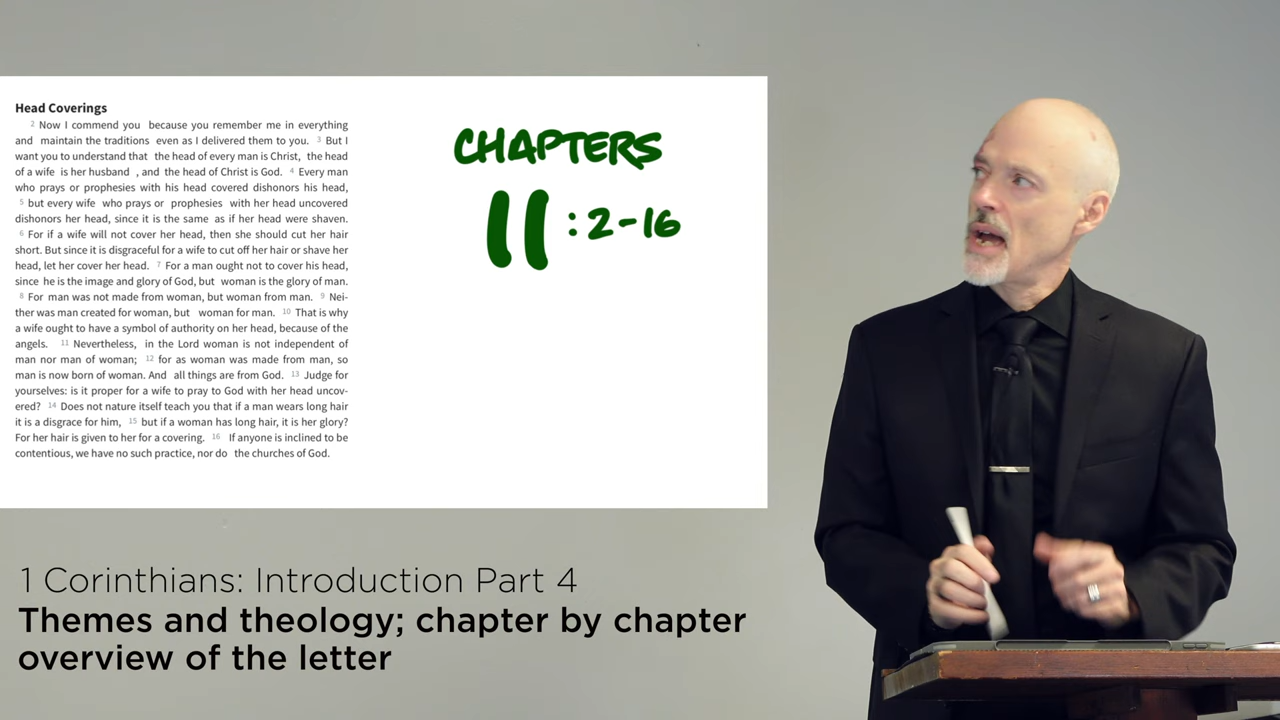 Head Coverings
2 Now I commend you because you remember me in everything
and maintain the traditions even as I delivered them to you. 3 But I
want you to understand that the head of every man is Christ, the head
of a wife is her husband , and the head of Christ is God. 4 Every man
who prays or prophesies with his head covered dishonors his head,
5 but every wife who prays or prophesies with her head uncovered
dishonors her head, since it is the same as if her head were shaven.
6 For if a wife will not cover her head, then she should cut her hair
short. But since it is disgraceful for a wife to cut off her hair or shave her
head, let her cover her head. 7 For a man ought not to cover his head,
since he is the image and glory of God, but woman is the glory of man.
8 For man was not made from woman, but woman from man. 9 Nei-
ther was man created for woman, but woman for man. 10 That is why
a wife ought to have a symbol of authority on her head, because of the
angels. 11 Nevertheless, in the Lord woman is not independent of
man nor man of woman; 12 for as woman was made from man, so
man is now born of woman. And all things are from God. 13 Judge for
yourselves: is it proper for a wife to pray to God with her head uncov-
ered? 14 Does not nature itself teach you that if a man wears long hair
it is a disgrace for him, 15 but if a woman has long hair, it is her glory?
For her hair is given to her for a covering. 16 If anyone is inclined to be
contentious, we have no such practice, nor do the churches of God.
CHAPTERS
11:2-16
1 Corinthians: Introduction Part 4
Themes and theology; chapter by chapter
overview of the letter